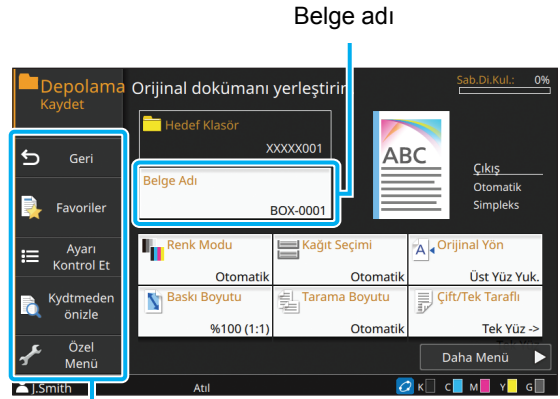 Belge adı
Depolama
Kaydet
Orijinal dokümanı yerleştirin
Sab.Di.Kul.: 0%
Geri
Favoriler
Ayarı
Kontrol Et
Kydtmeden
önizle
Özel
Menü
Hedef Klasör
XXXXX001
Belge Adı
BOX-0001
ABC
Çıkış
Otomatik
Simpleks
Renk Modu
Otomatik
Kağıt Seçimi
Otomatik
A
Orijinal Yön
Üst Yüz Yuk.
Baskı Boyutu
%100 (1:1)
Tarama Boyutu
Otomatik
Çift/Tek Taraflı
Tek Yüz ->
Daha Menü
J.Smith
Atıl
K C M Y G